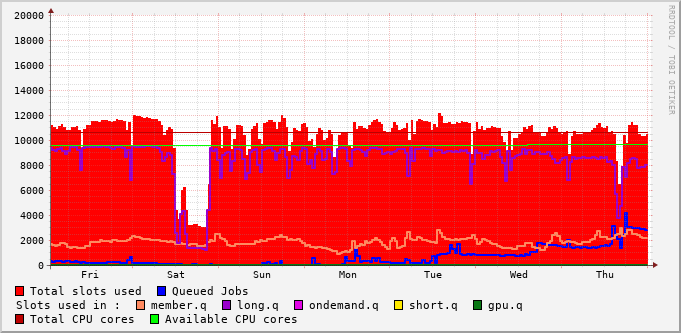 RRDTOOL / TOBI OETIKER
20000
18000
16000
14000
12000
10000
8000
6000
4000
2000
0
Fri Sat Sun Mon Tue Wed Thu
Total slots used Queued Jobs
Slots used in : member.q long.q ondemand.q short.q gpu.q
Total CPU cores Available CPU cores